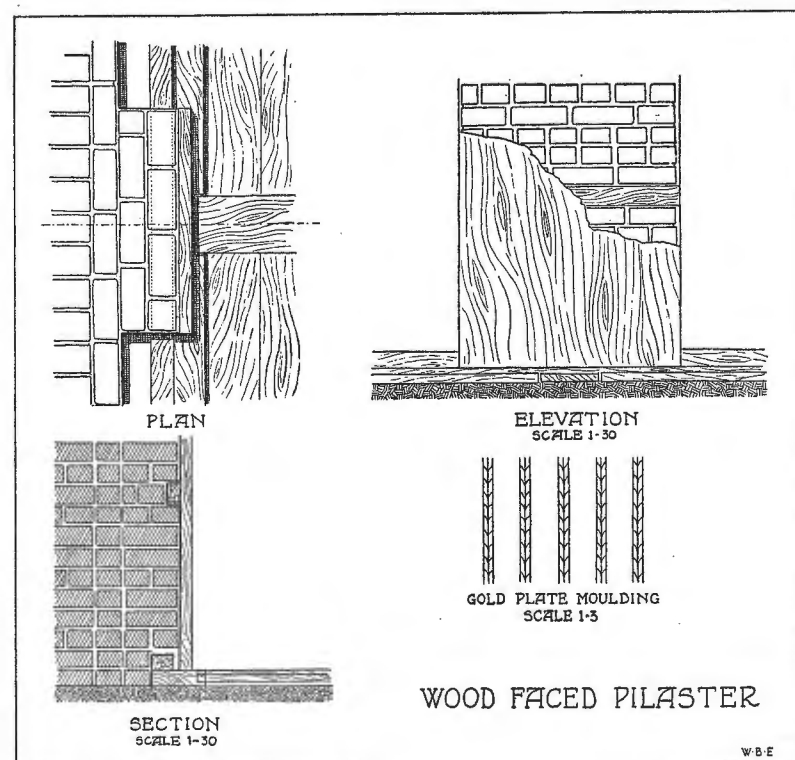 PLAN
ELEVATION
SCALE 1-30
SECTION
SCALE 1-30
GOLD PLATE MOULDING
SCALE 1-3
WOOD FACED PILASTER
W·B·E